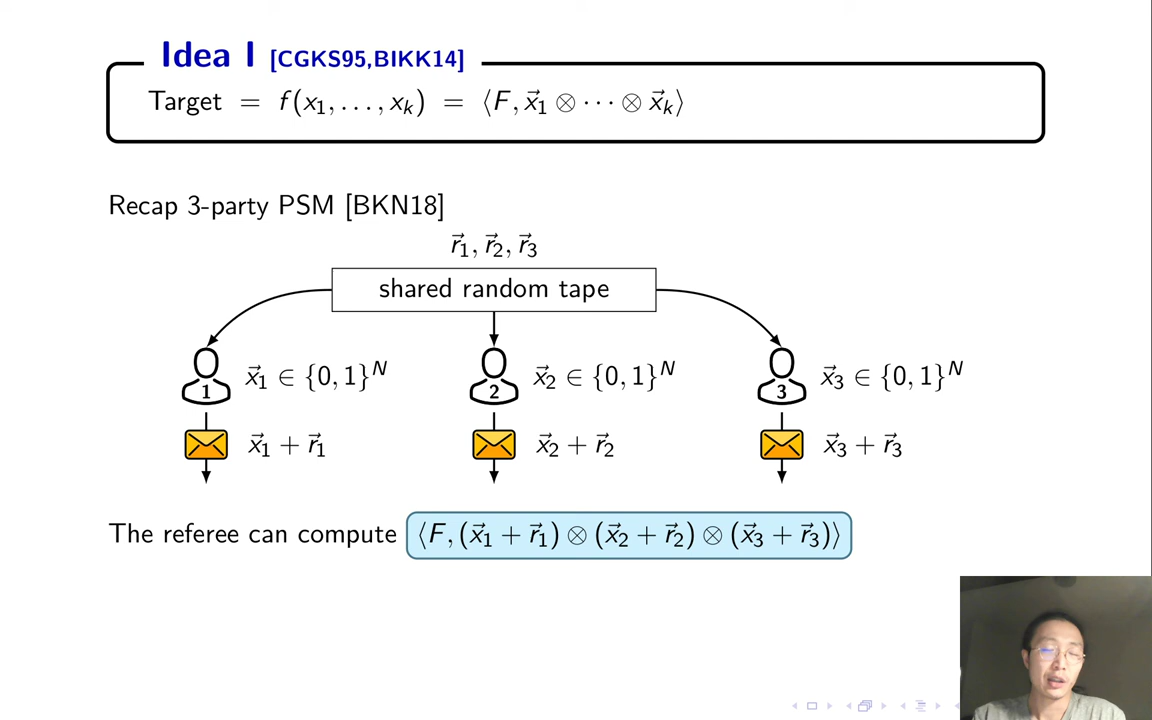 Idea I [CGKS95,BIKK14]
Target = f(x₁, . . . , xₖ) = ⟨F, x⃗₁ ⊗ · · · ⊗ x⃗ₖ⟩
Recap 3-party PSM [BKN18]
r⃗₁, r⃗₂, r⃗₃
shared random tape
1 x⃗₁ ∈ {0, 1}ᴺ 2 x⃗₂ ∈ {0, 1}ᴺ 3 x⃗₃ ∈ {0, 1}ᴺ
x⃗₁ + r⃗₁ x⃗₂ + r⃗₂ x⃗₃ + r⃗₃
The referee can compute ⟨F, (x⃗₁ + r⃗₁) ⊗ (x⃗₂ + r⃗₂) ⊗ (x⃗₃ + r⃗₃)⟩